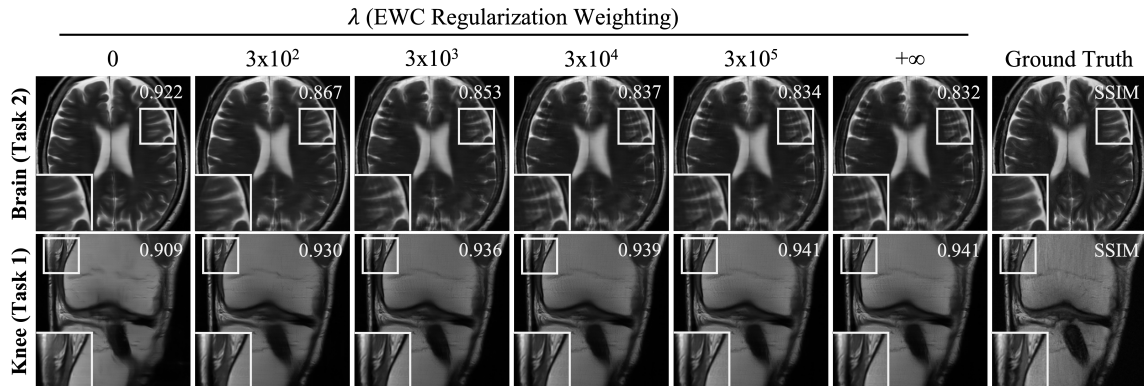 λ (EWC Regularization Weighting)
0 3x10² 3x10³ 3x10⁴ 3x10⁵ +∞ Ground Truth
Brain (Task 2)
0.922 0.867 0.853 0.837 0.834 0.832 SSIM
Knee (Task 1)
0.909 0.930 0.936 0.939 0.941 0.941 SSIM